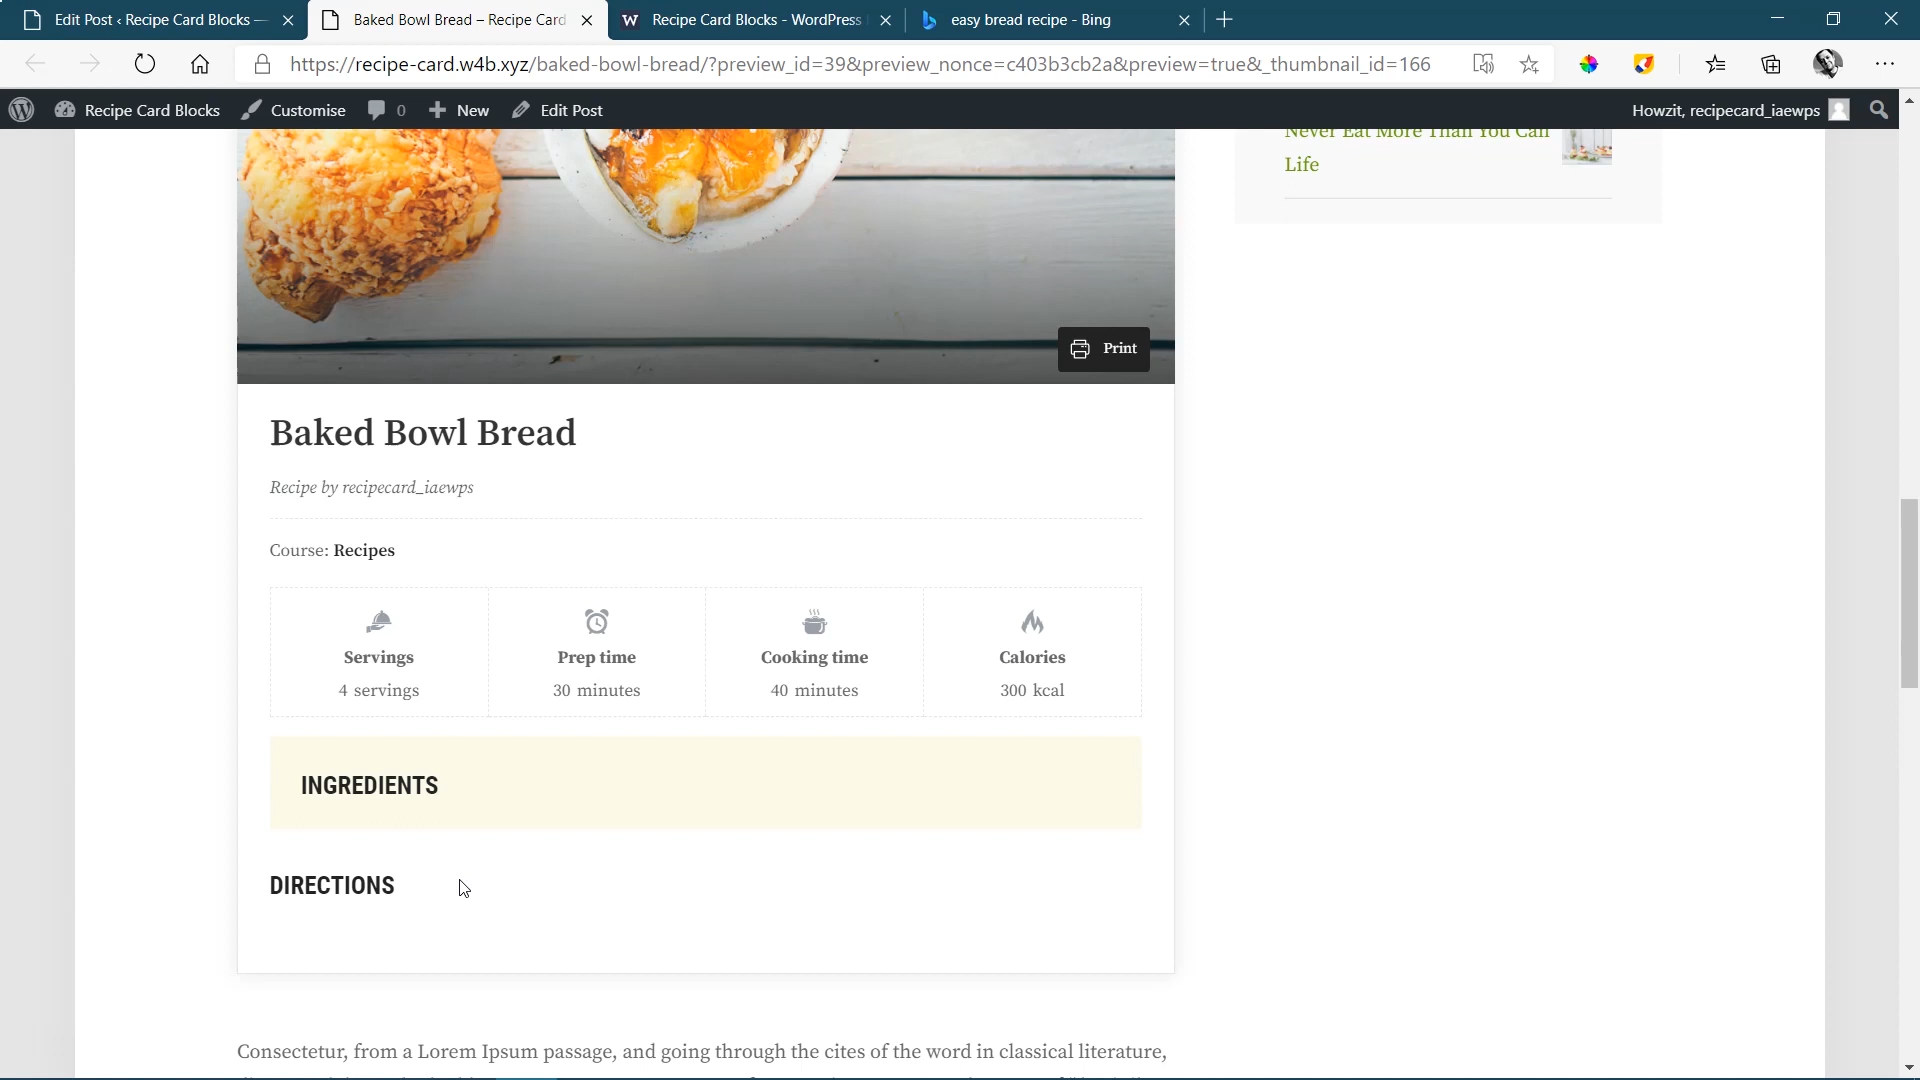 Edit Post ‹ Recipe Card Blocks —
Baked Bowl Bread – Recipe Card
Recipe Card Blocks - WordPress
easy bread recipe - Bing
https://recipe-card.w4b.xyz/baked-bowl-bread/?preview_id=39&preview_nonce=c403b3cb2a&preview=true&_thumbnail_id=166
Recipe Card Blocks
Customise
0
New
Edit Post
Howzit, recipecard_iaewps
Never Eat More Than You Can
Life
Print
Baked Bowl Bread
Recipe by recipecard_iaewps
Course: Recipes
Servings
Prep time
Cooking time
Calories
4 servings
30 minutes
40 minutes
300 kcal
INGREDIENTS
DIRECTIONS
Consectetur, from a Lorem Ipsum passage, and going through the cites of the word in classical literature,